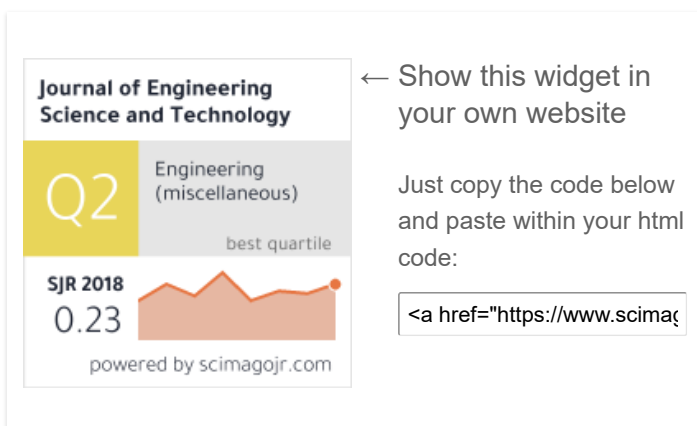 Journal of Engineering
Science and Technology
Q2
Engineering
(miscellaneous)
best quartile
SJR 2018
0.23
powered by scimagojr.com
← Show this widget in
your own website
Just copy the code below
and paste within your html
code:
<a href="https://www.scimag